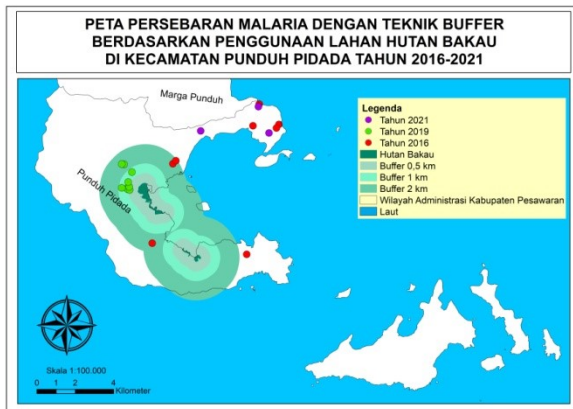 PETA PERSEBARAN MALARIA DENGAN TEKNIK BUFFER
BERDASARKAN PENGGUNAAN LAHAN HUTAN BAKAU
DI KECAMATAN PUNDUH PIDADA TAHUN 2016-2021
Marga Punduh
Punduh Pidada
Legenda
Tahun 2021
Tahun 2019
Tahun 2016
Hutan Bakau
Buffer 0,5 km
Buffer 1 km
Buffer 2 km
Wilayah Administrasi Kabupaten Pesawaran
Laut
Skala 1:100.000
0 1 2 4
Kilometer